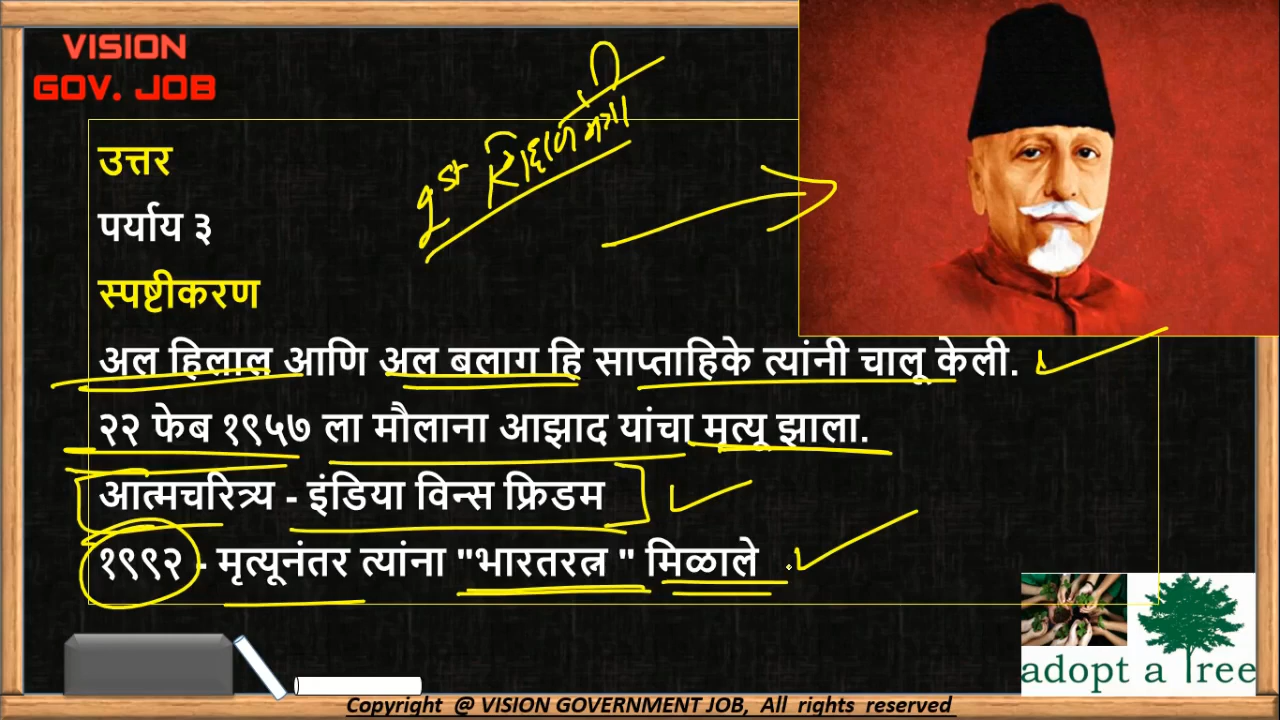 VISION
GOV. JOB
उत्तर
पर्याय ३
स्पष्टीकरण
अल हिलाल आणि अल बलाग हि साप्ताहिके त्यांनी चालू केली.
२२ फेब १९५७ ला मौलाना आझाद यांचा मृत्यू झाला.
आत्मचरित्र्य - इंडिया विन्स फ्रिडम
१९९२ - मृत्यूनंतर त्यांना "भारतरत्न " मिळाले
adopt a Tree
Copyright @ VISION GOVERNMENT JOB, All rights reserved